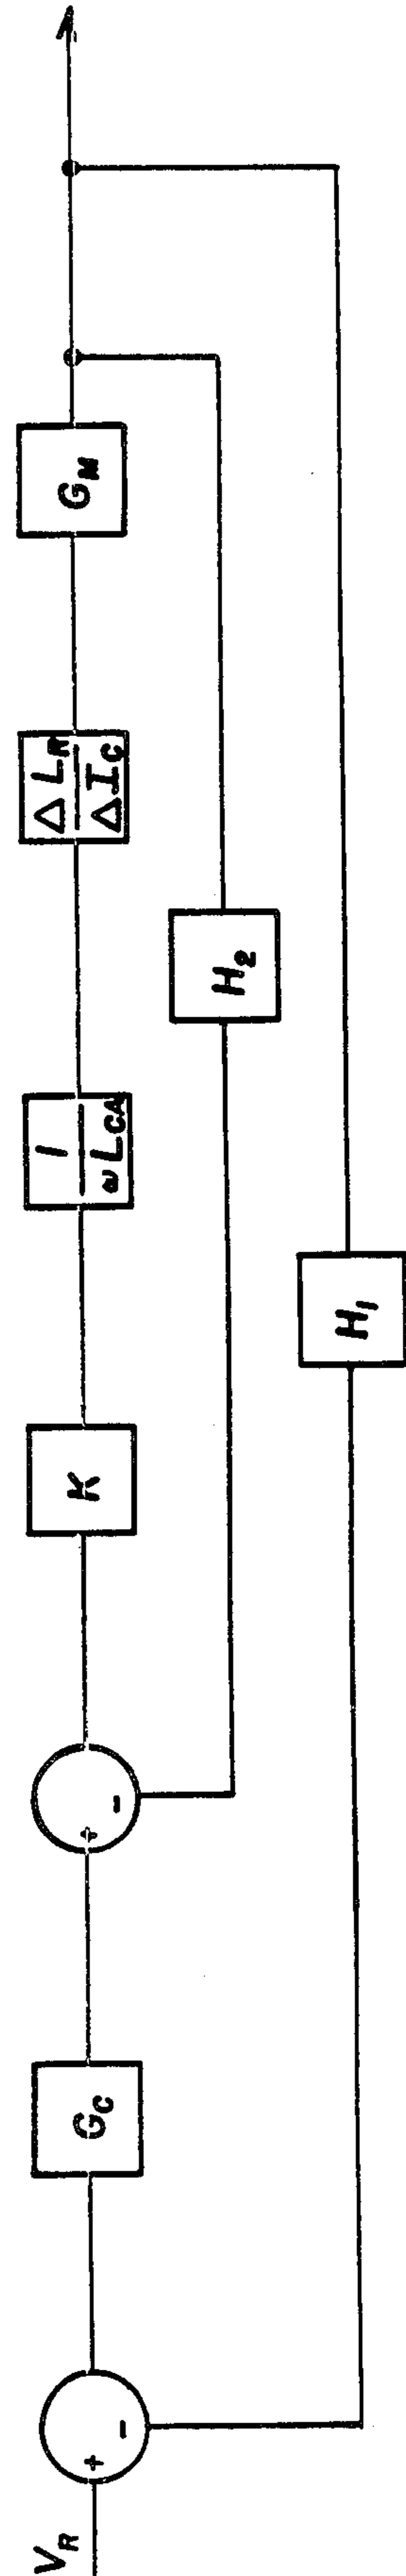 V_R
+
-
G_C
+
-
K
1
ωL_CA
ΔL_R
ΔI_C
G_M
H_2
H_1